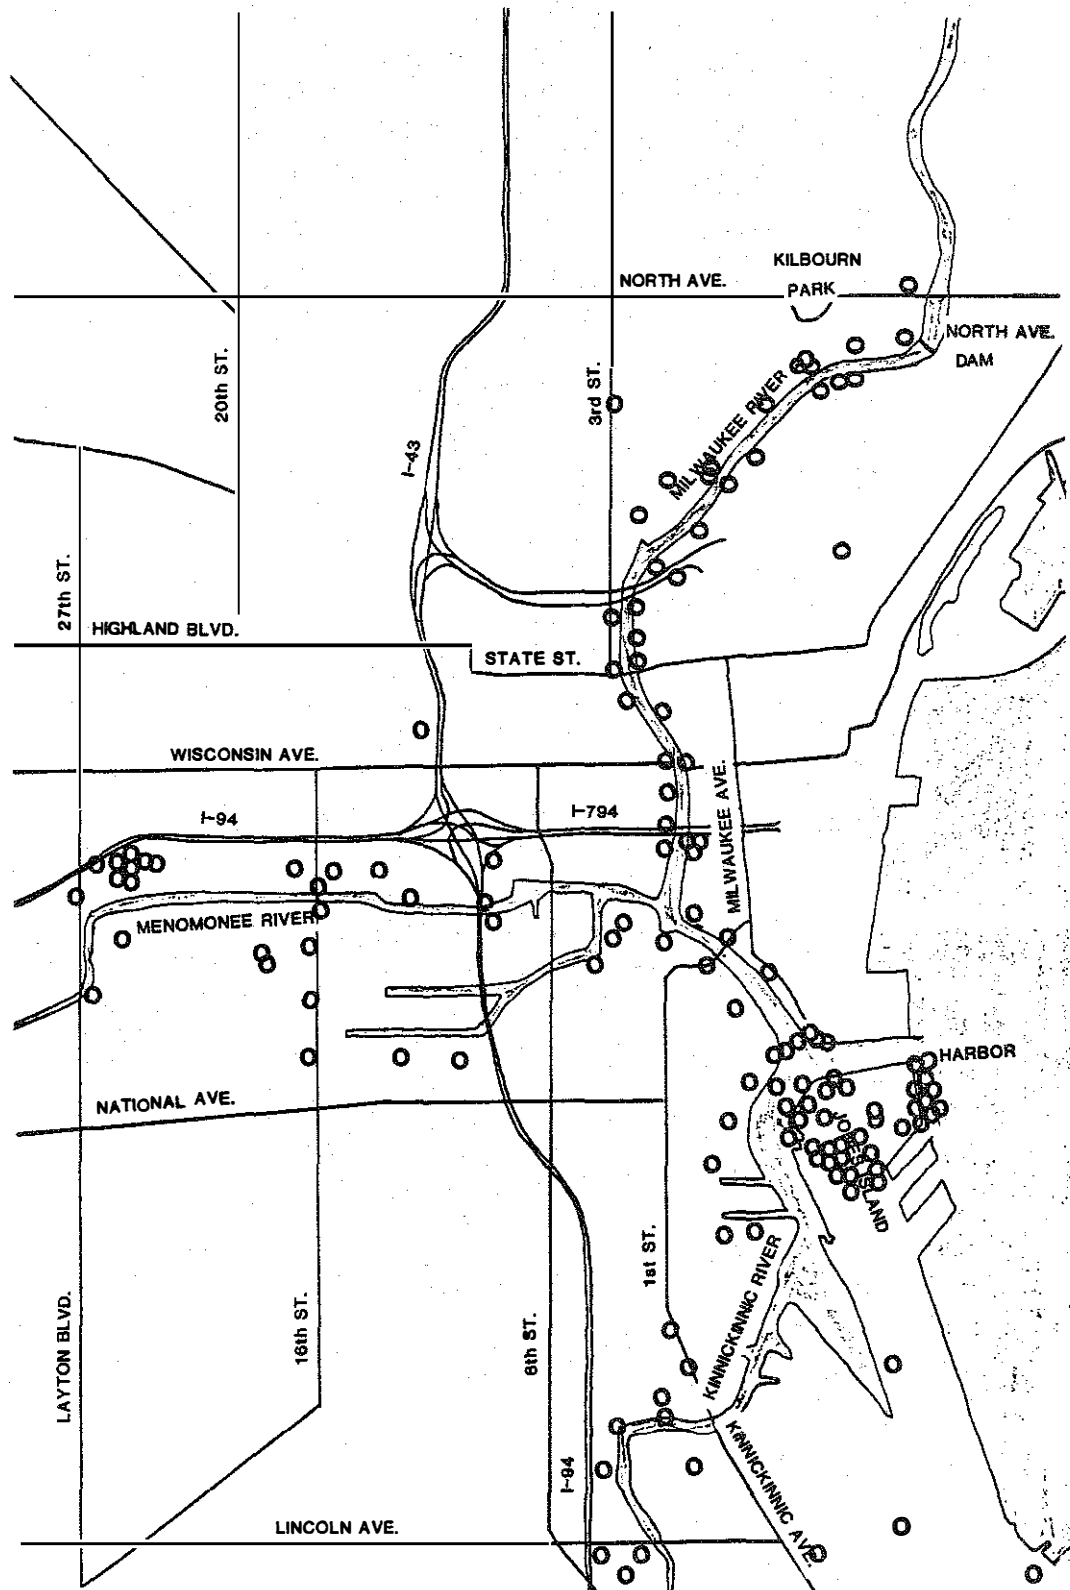 KILBOURN
PARK
NORTH AVE.
NORTH AVE.
DAM
20th ST.
3rd ST.
MILWAUKEE RIVER
I-43
27th ST.
HIGHLAND BLVD.
STATE ST.
WISCONSIN AVE.
I-94
I-794
MILWAUKEE AVE.
MENOMONEE RIVER
HARBOR
NATIONAL AVE.
JONES ISLAND
1st ST.
KINNICKINNIC RIVER
LAYTON BLVD.
16th ST.
6th ST.
I-94
KINNICKINNIC AVE.
LINCOLN AVE.